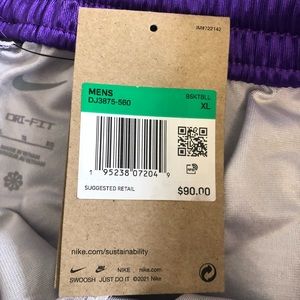 MENS
BSKTBLL
DJ3875-560
XL
DRI-FIT
1 95238 07204 9
SUGGESTED RETAIL
$90.00
nike.com/sustainability
NIKE nike.com
SWOOSH JUST DO IT ©2021 Nike